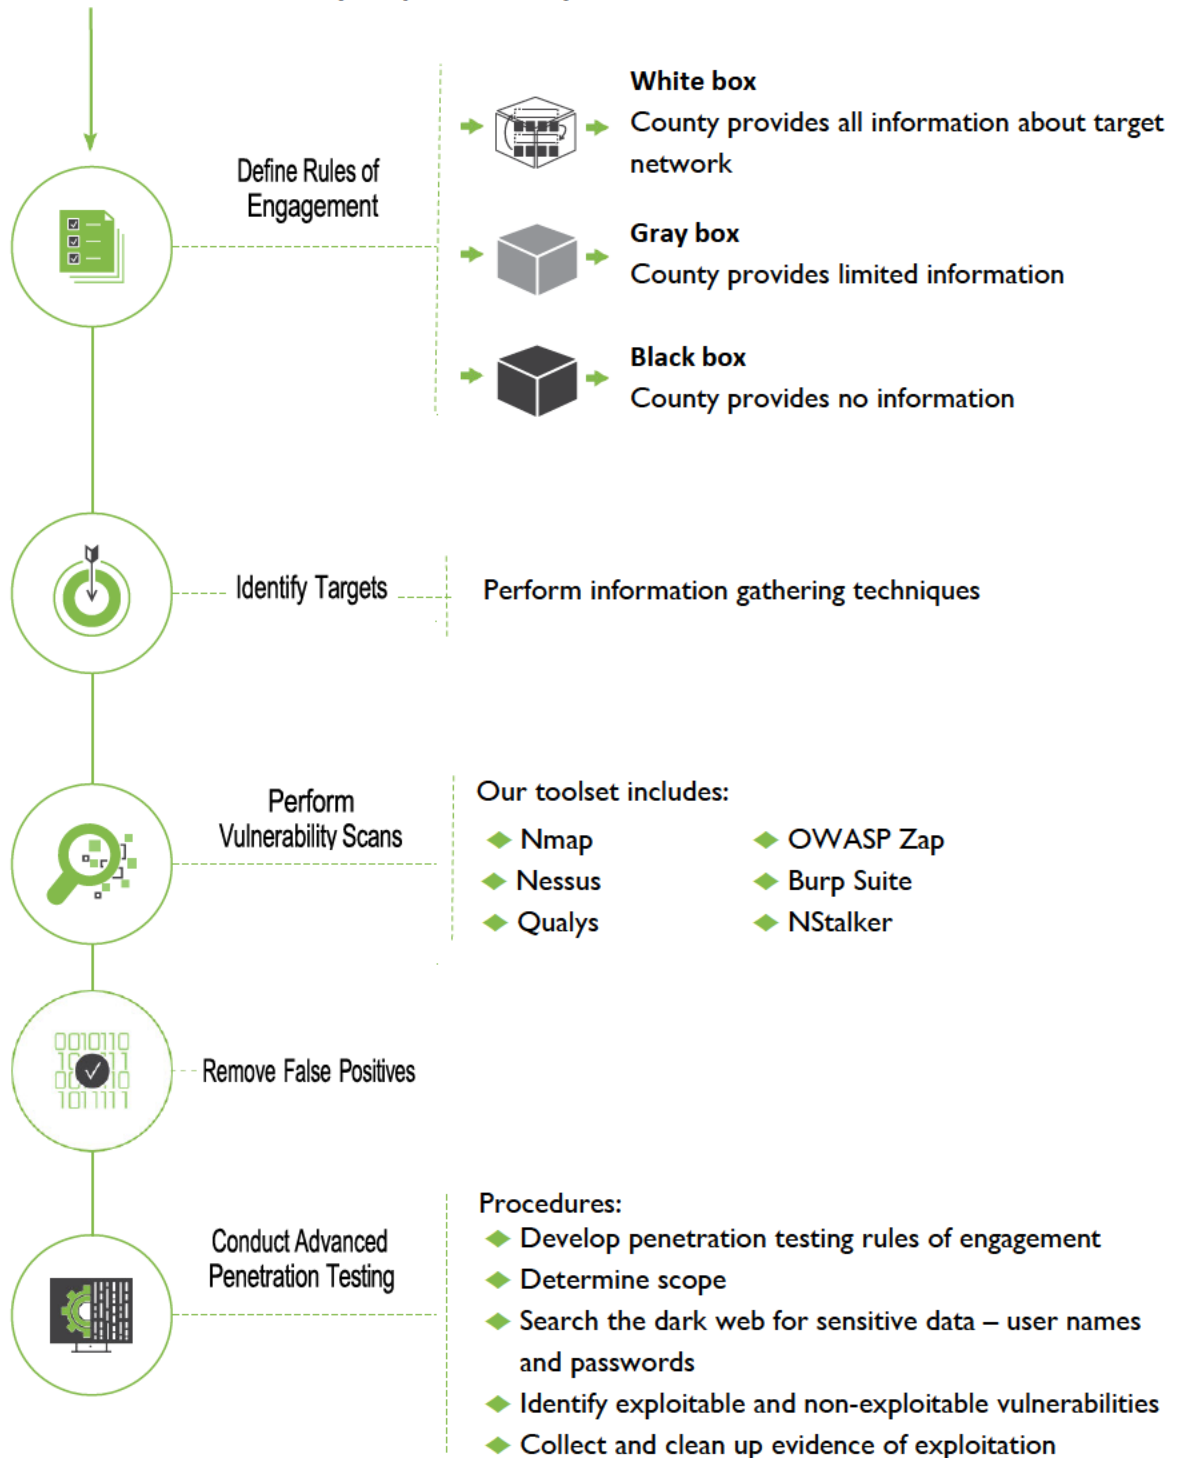 Define Rules of
Engagement
White box
County provides all information about target
network
Gray box
County provides limited information
Black box
County provides no information
Identify Targets
Perform information gathering techniques
Perform
Vulnerability Scans
Our toolset includes:
Nmap
Nessus
Qualys
OWASP Zap
Burp Suite
NStalker
0010110
1011111
Remove False Positives
Conduct Advanced
Penetration Testing
Procedures:
Develop penetration testing rules of engagement
Determine scope
Search the dark web for sensitive data – user names
and passwords
Identify exploitable and non-exploitable vulnerabilities
Collect and clean up evidence of exploitation